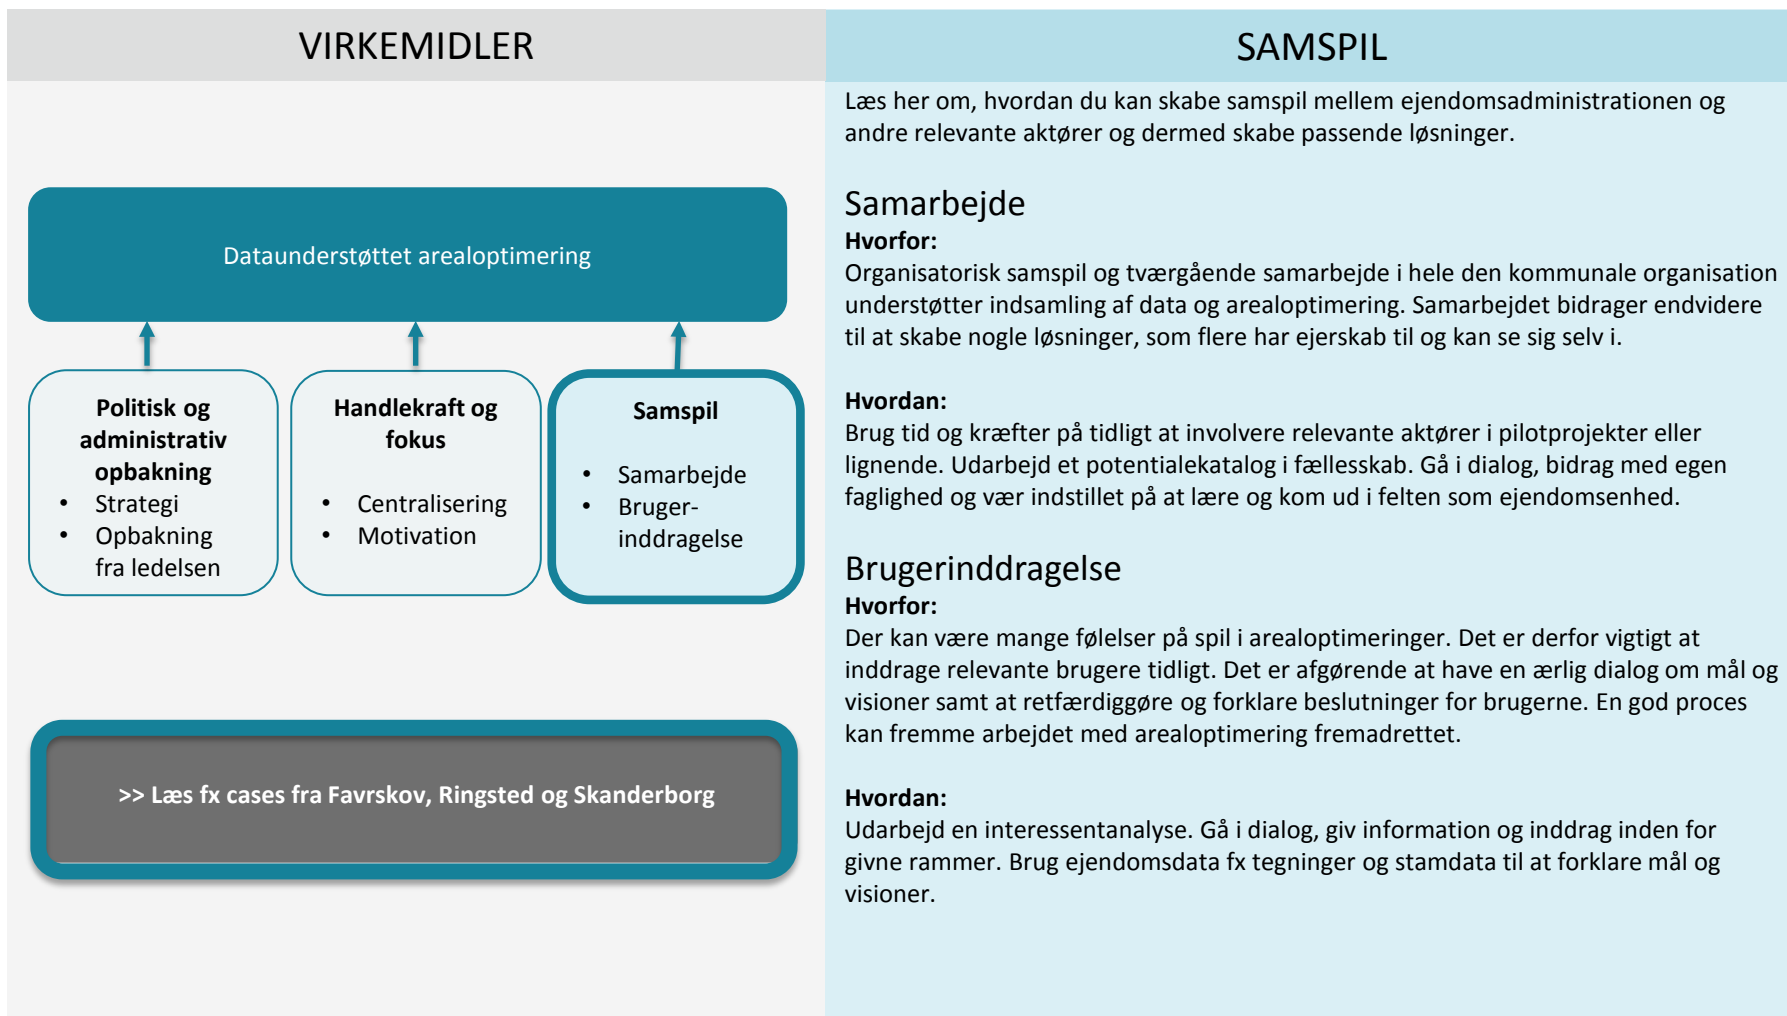 VIRKEMIDLER
Dataunderstøttet arealoptimering
Politisk og
administrativ
opbakning
• Strategi
• Opbakning
fra ledelsen
Handlekraft og
fokus
• Centralisering
• Motivation
Samspil
• Samarbejde
• Bruger-
inddragelse
>> Læs fx cases fra Favrskov, Ringsted og Skanderborg
SAMSPIL
Læs her om, hvordan du kan skabe samspil mellem ejendomsadministrationen og
andre relevante aktører og dermed skabe passende løsninger.
Samarbejde
Hvorfor:
Organisatorisk samspil og tværgående samarbejde i hele den kommunale organisation
understøtter indsamling af data og arealoptimering. Samarbejdet bidrager endvidere
til at skabe nogle løsninger, som flere har ejerskab til og kan se sig selv i.
Hvordan:
Brug tid og kræfter på tidligt at involvere relevante aktører i pilotprojekter eller
lignende. Udarbejd et potentialekatalog i fællesskab. Gå i dialog, bidrag med egen
faglighed og vær indstillet på at lære og kom ud i felten som ejendomsenhed.
Brugerinddragelse
Hvorfor:
Der kan være mange følelser på spil i arealoptimeringer. Det er derfor vigtigt at
inddrage relevante brugere tidligt. Det er afgørende at have en ærlig dialog om mål og
visioner samt at retfærdiggøre og forklare beslutninger for brugerne. En god proces
kan fremme arbejdet med arealoptimering fremadrettet.
Hvordan:
Udarbejd en interessentanalyse. Gå i dialog, giv information og inddrag inden for
givne rammer. Brug ejendomsdata fx tegninger og stamdata til at forklare mål og
visioner.